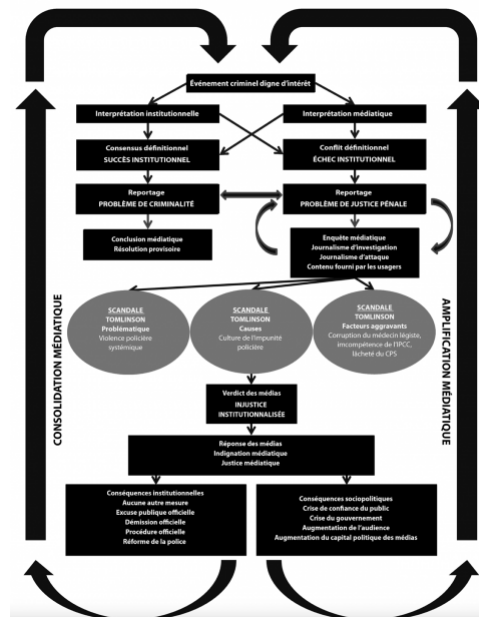 Événement criminel digne d'intérêt
Interprétation institutionnelle
Interprétation médiatique
Consensus définitionnel
SUCCÈS INSTITUTIONNEL
Conflit définitionnel
ÉCHEC INSTITUTIONNEL
Reportage
PROBLÈME DE CRIMINALITÉ
Reportage
PROBLÈME DE JUSTICE PÉNALE
Conclusion médiatique
Résolution provisoire
Enquête médiatique
Journalisme d'investigation
Journalisme d'attaque
Contenu fourni par les usagers
CONSOLIDATION MÉDIATIQUE
SCANDALE
TOMLINSON
Problématique
Violence policière
systémique
SCANDALE
TOMLINSON
Causes
Culture de l'impunité
policière
SCANDALE
TOMLINSON
Facteurs aggravants
Corruption du médecin légiste,
imcompétence de l'IPCC,
lâcheté du CPS
AMPLIFICATION MÉDIATIQUE
Verdict des médias
INJUSTICE
INSTITUTIONNALISÉE
Réponse des médias
Indignation médiatique
Justice médiatique
Conséquences institutionnelles
Aucune autre mesure
Excuse publique officielle
Démission officielle
Procédure officielle
Réforme de la police
Conséquences sociopolitiques
Crise de confiance du public
Crise du gouvernement
Augmentation de l'audience
Augmentation du capital politique des médias